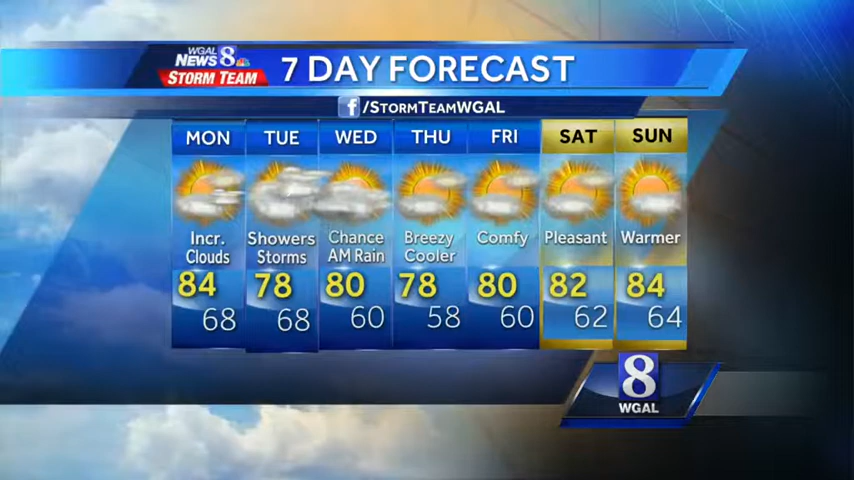 WGAL
NEWS 8
STORM TEAM
7 DAY FORECAST
f /STORMTEAMWGAL
MON TUE WED THU FRI SAT SUN
Incr. Clouds
Showers Storms
Chance AM Rain
Breezy Cooler
Comfy
Pleasant
Warmer
84 78 80 78 80 82 84
68 68 60 58 60 62 64
8
WGAL